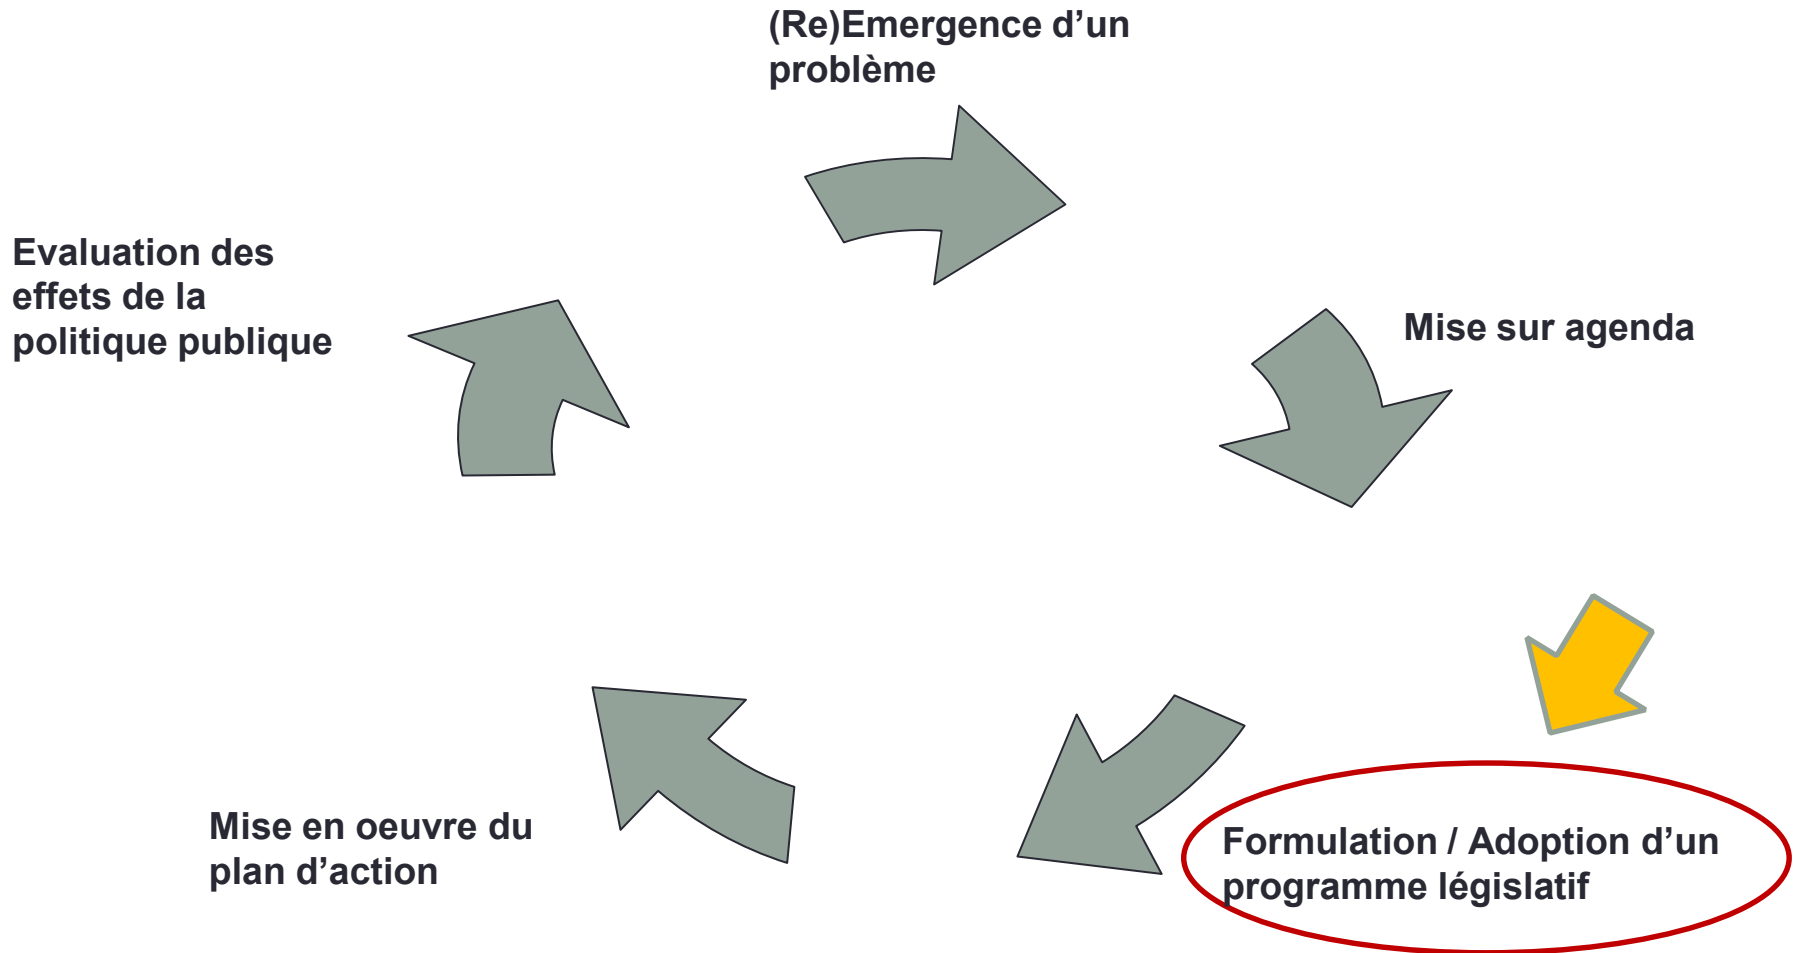 (Re)Emergence d’un
problème
Mise sur agenda
Formulation / Adoption d’un
programme législatif
Mise en oeuvre du
plan d’action
Evaluation des
effets de la
politique publique